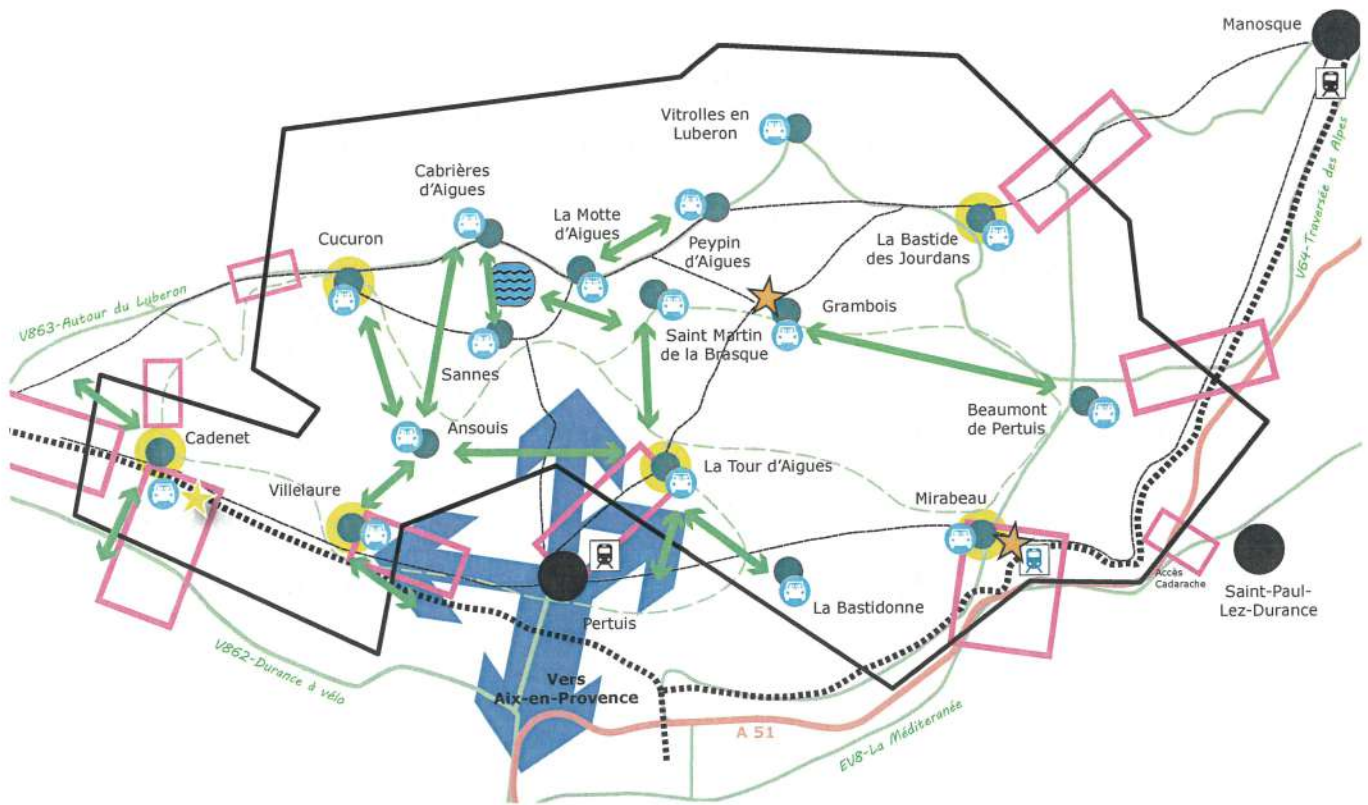 Manosque
Vitrolles en
Luberon
Cabrières
d'Aigues
La Motte
d'Aigues
Cucuron
Peypin
d'Aigues
La Bastide
des Jourdans
V64-Traversée des Alpes
V863-Autour du Luberon
Grambois
Saint Martin
de la Brasque
Sannes
Beaumont
de Pertuis
Ansouis
Cadenet
La Tour d'Aigues
Villelaure
Mirabeau
Accès
Cadarache
Saint-Paul-
Lez-Durance
La Bastidonne
Pertuis
V862-Durance à vélo
Vers
Aix-en-Provence
A 51
EV8-La Méditeranée